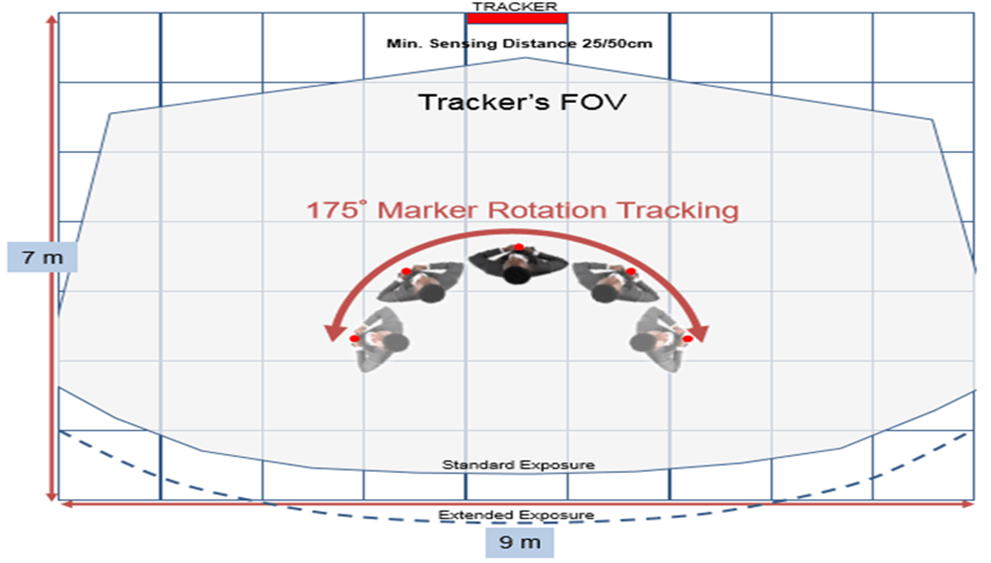 TRACKER
Min. Sensing Distance 25/50cm
Tracker's FOV
175° Marker Rotation Tracking
7 m
Standard Exposure
Extended Exposure
9 m